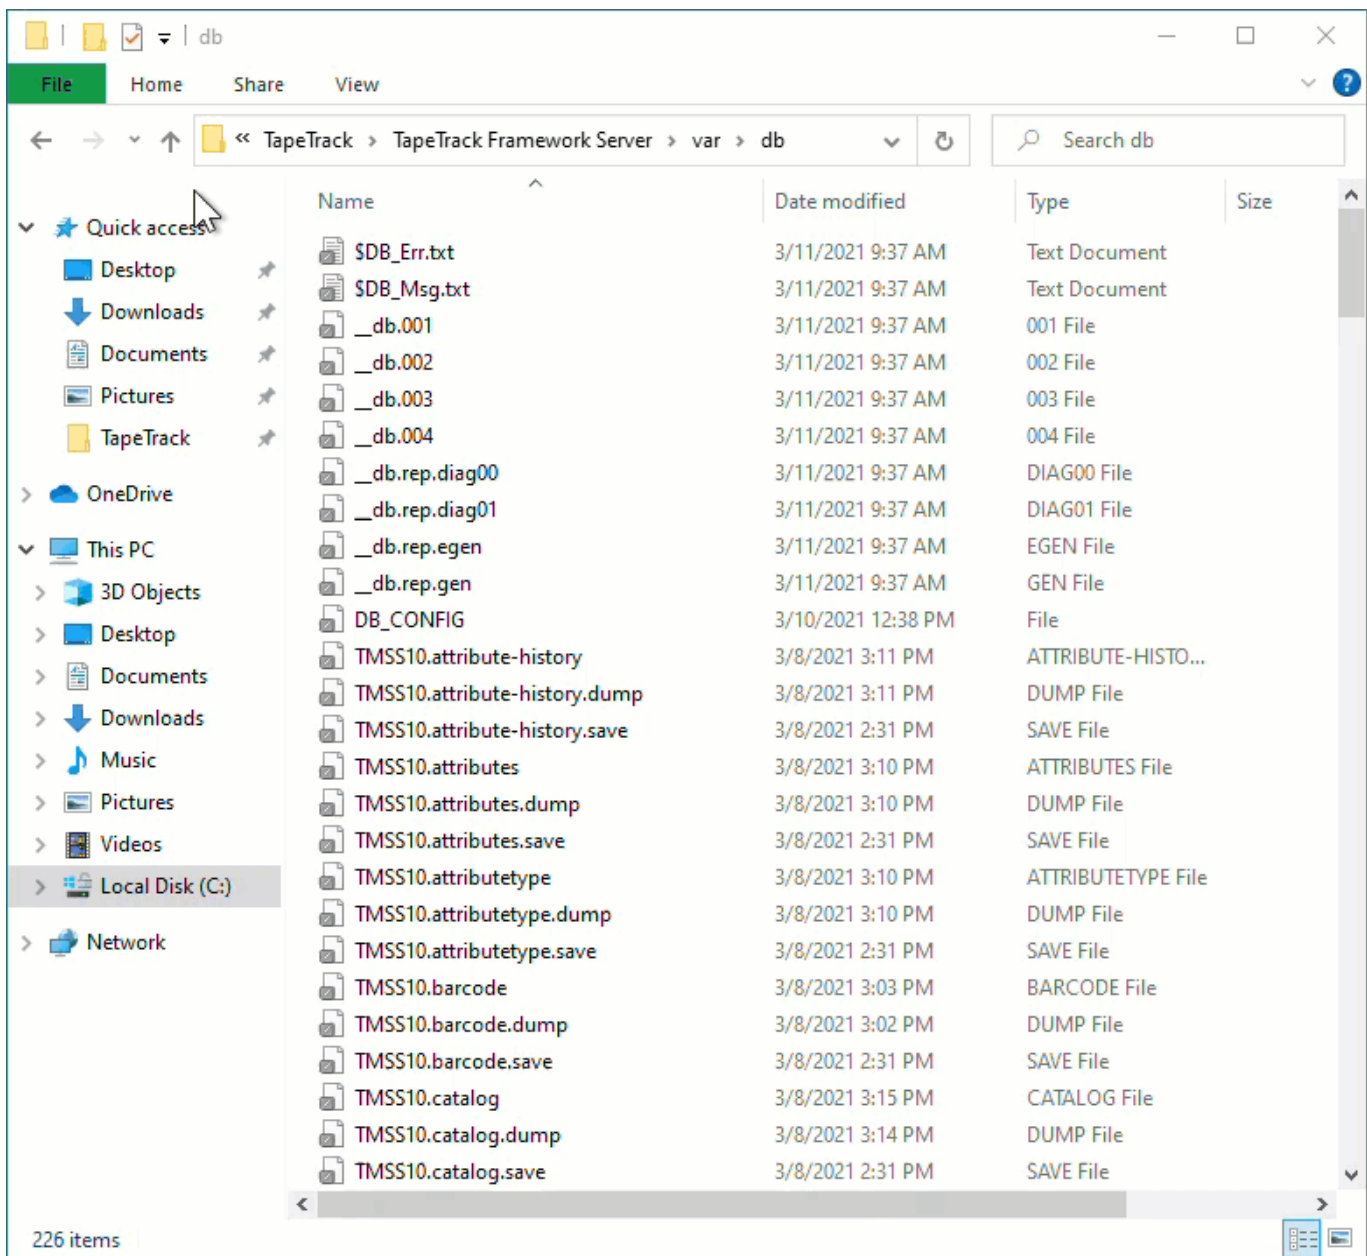 db
File Home Share View ?
« TapeTrack > TapeTrack Framework Server > var > db Search db
Name Date modified Type Size
Quick access
Desktop
Downloads
Documents
Pictures
TapeTrack
OneDrive
This PC
3D Objects
Desktop
Documents
Downloads
Music
Pictures
Videos
Local Disk (C:)
Network
$DB_Err.txt 3/11/2021 9:37 AM Text Document
$DB_Msg.txt 3/11/2021 9:37 AM Text Document
__db.001 3/11/2021 9:37 AM 001 File
__db.002 3/11/2021 9:37 AM 002 File
__db.003 3/11/2021 9:37 AM 003 File
__db.004 3/11/2021 9:37 AM 004 File
__db.rep.diag00 3/11/2021 9:37 AM DIAG00 File
__db.rep.diag01 3/11/2021 9:37 AM DIAG01 File
__db.rep.egen 3/11/2021 9:37 AM EGEN File
__db.rep.gen 3/11/2021 9:37 AM GEN File
DB_CONFIG 3/10/2021 12:38 PM File
TMSS10.attribute-history 3/8/2021 3:11 PM ATTRIBUTE-HISTO...
TMSS10.attribute-history.dump 3/8/2021 3:11 PM DUMP File
TMSS10.attribute-history.save 3/8/2021 2:31 PM SAVE File
TMSS10.attributes 3/8/2021 3:10 PM ATTRIBUTES File
TMSS10.attributes.dump 3/8/2021 3:10 PM DUMP File
TMSS10.attributes.save 3/8/2021 2:31 PM SAVE File
TMSS10.attributetype 3/8/2021 3:10 PM ATTRIBUTETYPE File
TMSS10.attributetype.dump 3/8/2021 3:10 PM DUMP File
TMSS10.attributetype.save 3/8/2021 2:31 PM SAVE File
TMSS10.barcode 3/8/2021 3:03 PM BARCODE File
TMSS10.barcode.dump 3/8/2021 3:02 PM DUMP File
TMSS10.barcode.save 3/8/2021 2:31 PM SAVE File
TMSS10.catalog 3/8/2021 3:15 PM CATALOG File
TMSS10.catalog.dump 3/8/2021 3:14 PM DUMP File
TMSS10.catalog.save 3/8/2021 2:31 PM SAVE File
226 items